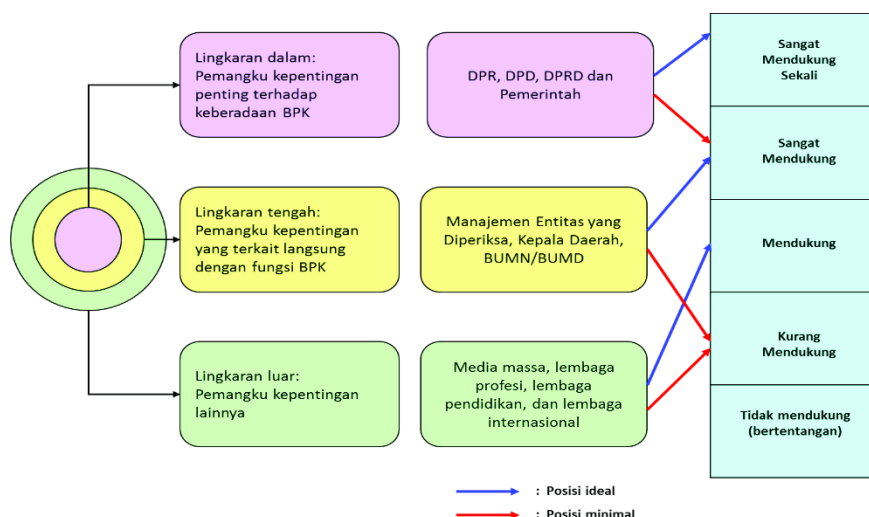 Lingkaran dalam:
Pemangku kepentingan
penting terhadap
keberadaan BPK
DPR, DPD, DPRD dan
Pemerintah
Sangat
Mendukung
Sekali
Sangat
Mendukung
Lingkaran tengah:
Pemangku kepentingan
yang terkait langsung
dengan fungsi BPK
Manajemen Entitas yang
Diperiksa, Kepala Daerah,
BUMN/BUMD
Mendukung
Kurang
Mendukung
Lingkaran luar:
Pemangku kepentingan
lainnya
Media massa, lembaga
profesi, lembaga
pendidikan, dan lembaga
internasional
Tidak mendukung
(bertentangan)
: Posisi ideal
: Posisi minimal